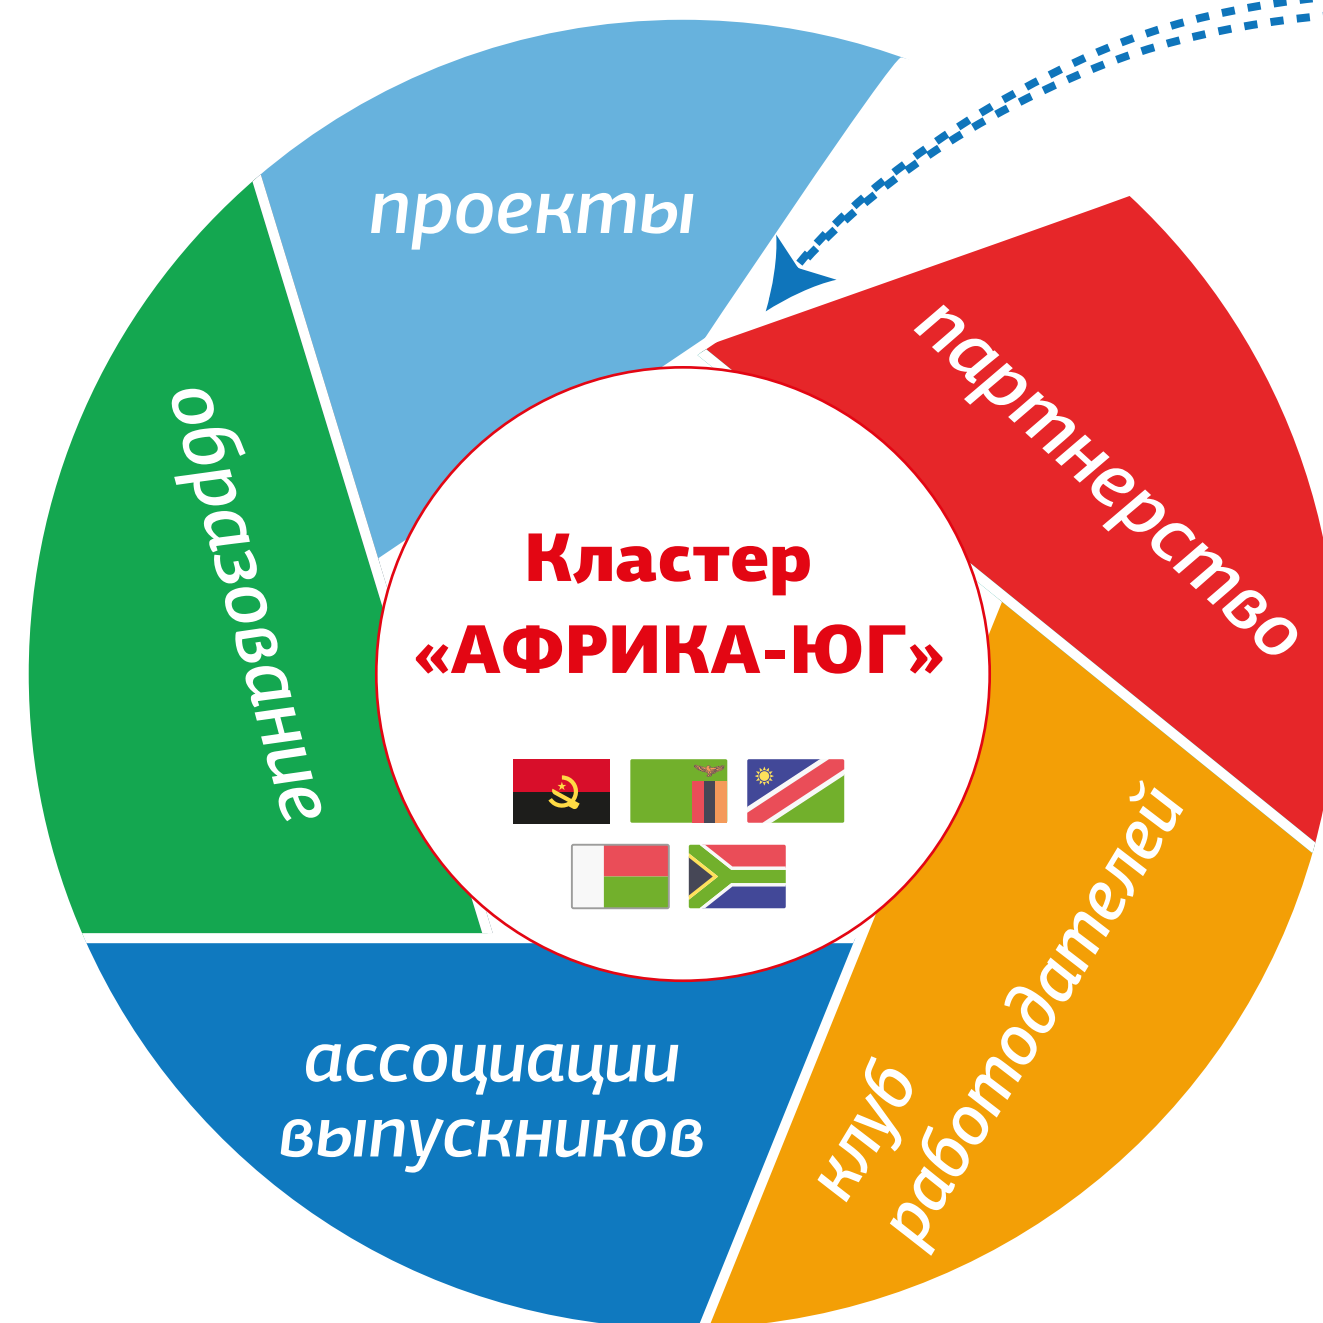 проекты
партнерство
образование
Кластер
«АФРИКА-ЮГ»
клуб
работодателей
ассоциации
выпускников